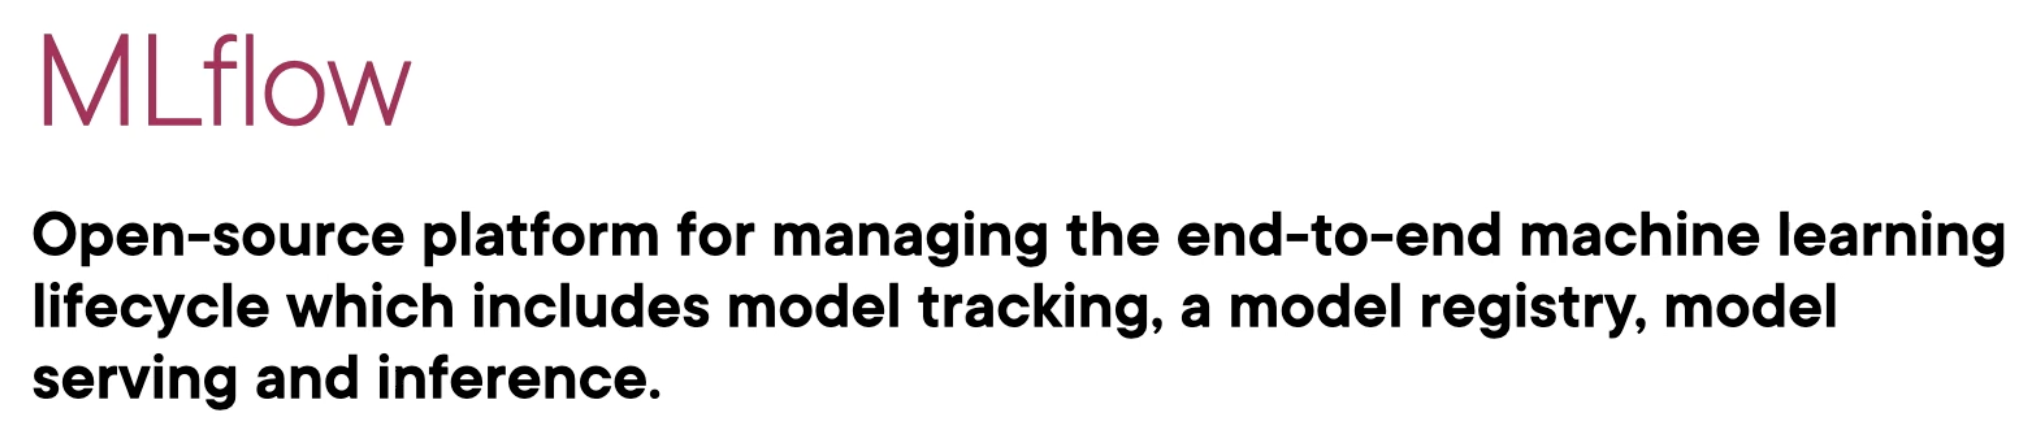 MLflow
Open-source platform for managing the end-to-end machine learning
lifecycle which includes model tracking, a model registry, model
serving and inference.